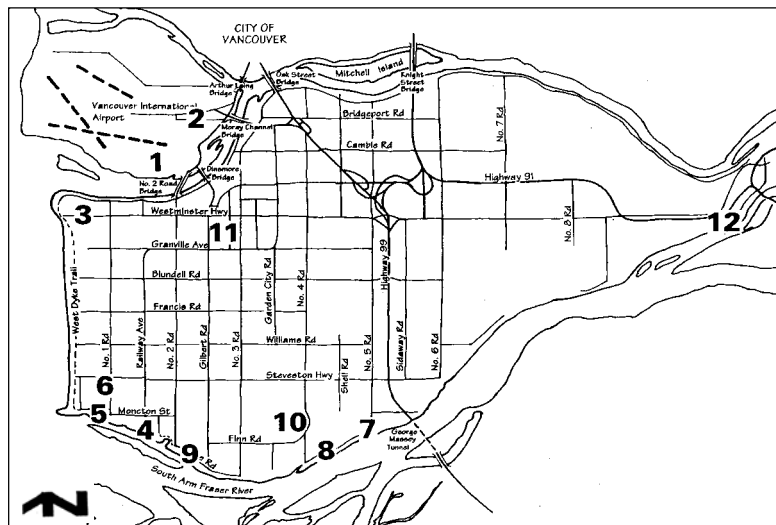 CITY OF
VANCOUVER
Mitchell Island
Arthur Laing
Bridge
Oak Street
Bridge
Knight
Street
Bridge
Vancouver International
Airport
2
Moray Channel
Bridge
Bridgeport Rd
No. 7 Rd
Cambie Rd
1
Dinsmore
Bridge
No. 2 Road
Bridge
Highway 91
3
Westminster Hwy
No. 8 Rd
12
11
Granville Ave
Highway 99
Blundell Rd
West Dyke Trail
Garden City Rd
No. 4 Rd
Francis Rd
No. 1 Rd
Railway Ave
No. 2 Rd
Gilbert Rd
No. 3 Rd
Williams Rd
Shell Rd
No. 5 Rd
Sidaway Rd
No. 6 Rd
Steveston Hwy
6
5
Moncton St
4
10
7
Finn Rd
George
Massey
Tunnel
8
9
Rd
South Arm Fraser River
N